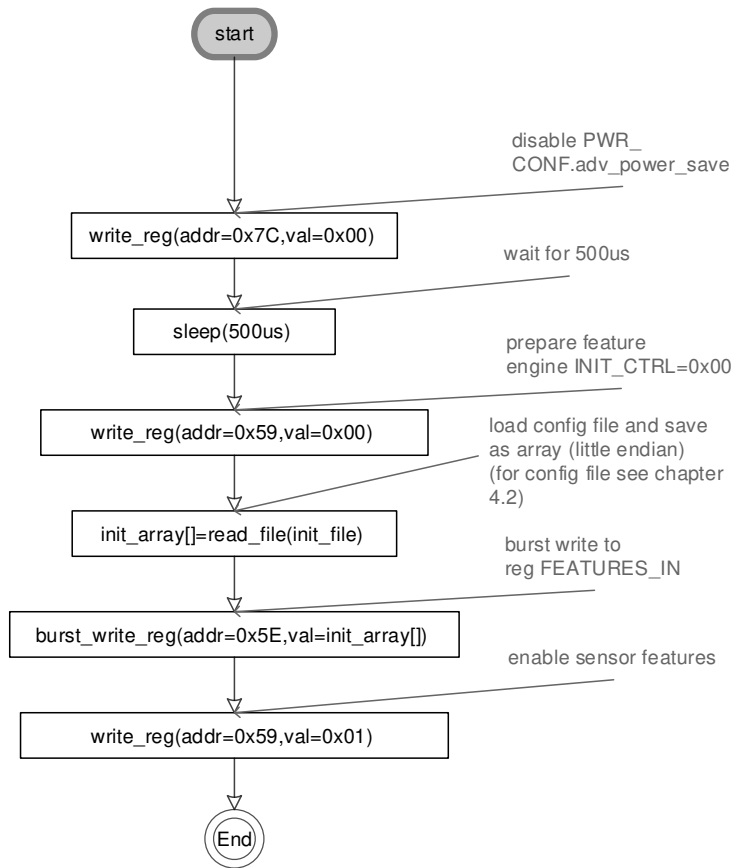 start
disable PWR_
CONF.adv_power_save
write_reg(addr=0x7C,val=0x00)
wait for 500us
sleep(500us)
prepare feature
engine INIT_CTRL=0x00
write_reg(addr=0x59,val=0x00)
load config file and save
as array (little endian)
(for config file see chapter
4.2)
init_array[]=read_file(init_file)
burst write to
reg FEATURES_IN
burst_write_reg(addr=0x5E,val=init_array[])
enable sensor features
write_reg(addr=0x59,val=0x01)
End